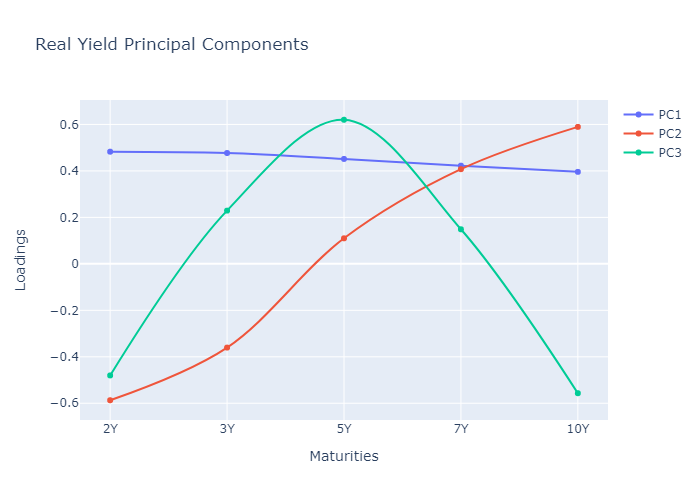 Real Yield Principal Components
PC1
PC2
PC3
0.6
0.4
0.2
0
−0.2
−0.4
−0.6
Loadings
2Y 3Y 5Y 7Y 10Y
Maturities